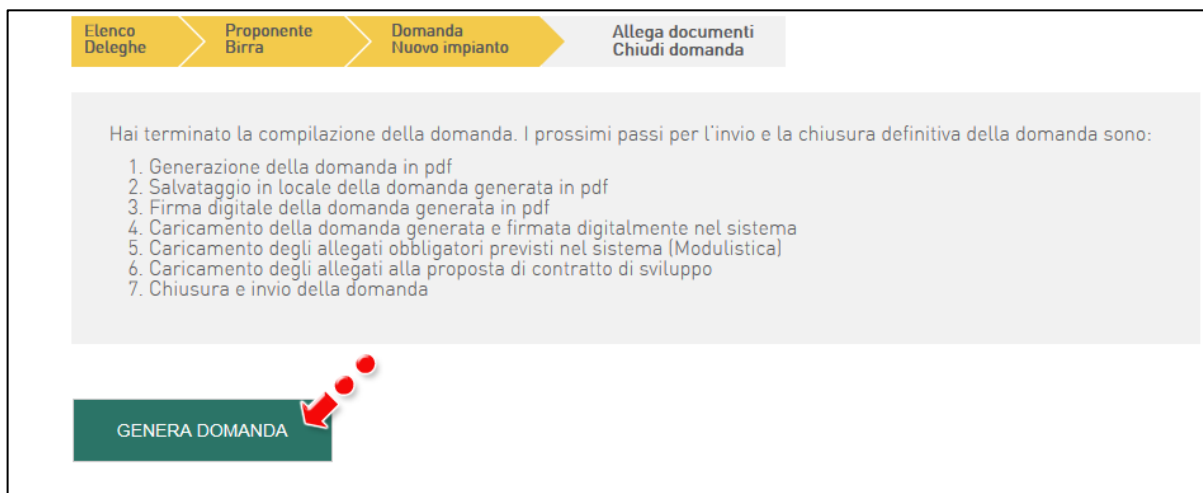 Elenco
Deleghe
Proponente
Birra
Domanda
Nuovo impianto
Allega documenti
Chiudi domanda
Hai terminato la compilazione della domanda. I prossimi passi per l'invio e la chiusura definitiva della domanda sono:
1. Generazione della domanda in pdf
2. Salvataggio in locale della domanda generata in pdf
3. Firma digitale della domanda generata in pdf
4. Caricamento della domanda generata e firmata digitalmente nel sistema
5. Caricamento degli allegati obbligatori previsti nel sistema (Modulistica)
6. Caricamento degli allegati alla proposta di contratto di sviluppo
7. Chiusura e invio della domanda
GENERA DOMANDA